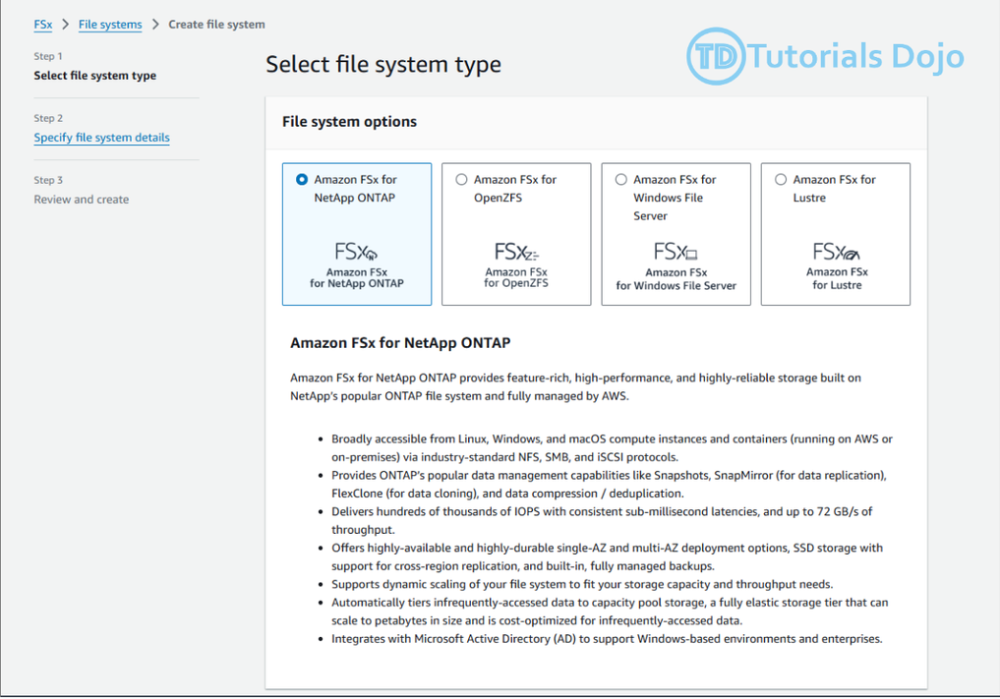 FSx > File systems > Create file system
Step 1
Select file system type
Step 2
Specify file system details
Step 3
Review and create
Select file system type
TD Tutorials Dojo
File system options
Amazon FSx for
NetApp ONTAP
FSx
Amazon FSx
for NetApp ONTAP
Amazon FSx for
OpenZFS
FSx
Amazon FSx
for OpenZFS
Amazon FSx for
Windows File
Server
FSx
Amazon FSx
for Windows File Server
Amazon FSx for
Lustre
FSx
Amazon FSx
for Lustre
Amazon FSx for NetApp ONTAP
Amazon FSx for NetApp ONTAP provides feature-rich, high-performance, and highly-reliable storage built on
NetApp's popular ONTAP file system and fully managed by AWS.
• Broadly accessible from Linux, Windows, and macOS compute instances and containers (running on AWS or
on-premises) via industry-standard NFS, SMB, and iSCSI protocols.
• Provides ONTAP's popular data management capabilities like Snapshots, SnapMirror (for data replication),
FlexClone (for data cloning), and data compression / deduplication.
• Delivers hundreds of thousands of IOPS with consistent sub-millisecond latencies, and up to 72 GB/s of
throughput.
• Offers highly-available and highly-durable single-AZ and multi-AZ deployment options, SSD storage with
support for cross-region replication, and built-in, fully managed backups.
• Supports dynamic scaling of your file system to fit your storage capacity and throughput needs.
• Automatically tiers infrequently-accessed data to capacity pool storage, a fully elastic storage tier that can
scale to petabytes in size and is cost-optimized for infrequently-accessed data.
• Integrates with Microsoft Active Directory (AD) to support Windows-based environments and enterprises.